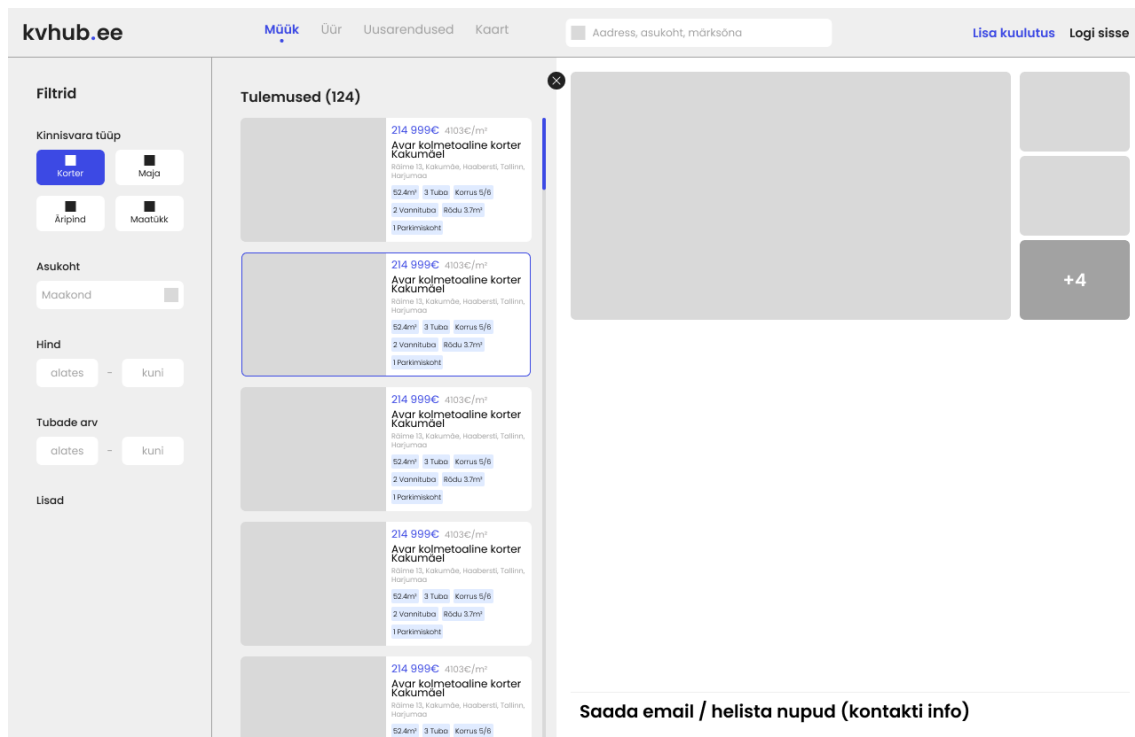 kvhub.ee
Müük Üür Uusarendused Kaart
Aadress, asukoht, märksõna
Lisa kuulutus Logi sisse
Filtrid
Kinnisvara tüüp
Korter Maja
Äripind Maatükk
Asukoht
Maakond
Hind
alates - kuni
Tubade arv
alates - kuni
Lisad
Tulemused (124)
214 999€ 4103€/m²
Avar kolmetoaline korter
Kakumäel
Räime 13, Kakumäe, Haabersti, Tallinn,
Harjumaa
52.4m² 3 Tuba Korrus 5/6
2 Vannituba Rõdu 3.7m²
1 Parkimiskoht
214 999€ 4103€/m²
Avar kolmetoaline korter
Kakumäel
Räime 13, Kakumäe, Haabersti, Tallinn,
Harjumaa
52.4m² 3 Tuba Korrus 5/6
2 Vannituba Rõdu 3.7m²
1 Parkimiskoht
214 999€ 4103€/m²
Avar kolmetoaline korter
Kakumäel
Räime 13, Kakumäe, Haabersti, Tallinn,
Harjumaa
52.4m² 3 Tuba Korrus 5/6
2 Vannituba Rõdu 3.7m²
1 Parkimiskoht
214 999€ 4103€/m²
Avar kolmetoaline korter
Kakumäel
Räime 13, Kakumäe, Haabersti, Tallinn,
Harjumaa
52.4m² 3 Tuba Korrus 5/6
2 Vannituba Rõdu 3.7m²
1 Parkimiskoht
214 999€ 4103€/m²
Avar kolmetoaline korter
Kakumäel
Räime 13, Kakumäe, Haabersti, Tallinn,
Harjumaa
52.4m² 3 Tuba Korrus 5/6
+4
Saada email / helista nupud (kontakti info)